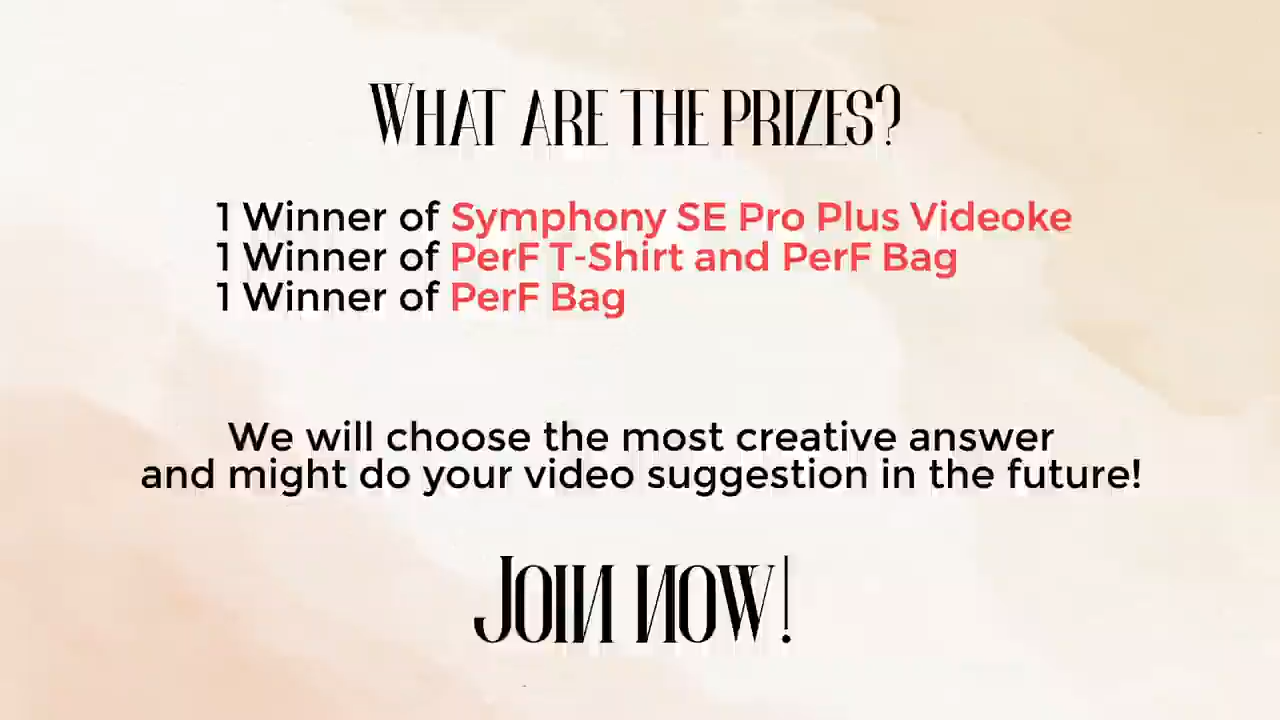 What are the prizes?
1 Winner of Symphony SE Pro Plus Videoke
1 Winner of PerF T-Shirt and PerF Bag
1 Winner of PerF Bag
We will choose the most creative answer
and might do your video suggestion in the future!
Join now!